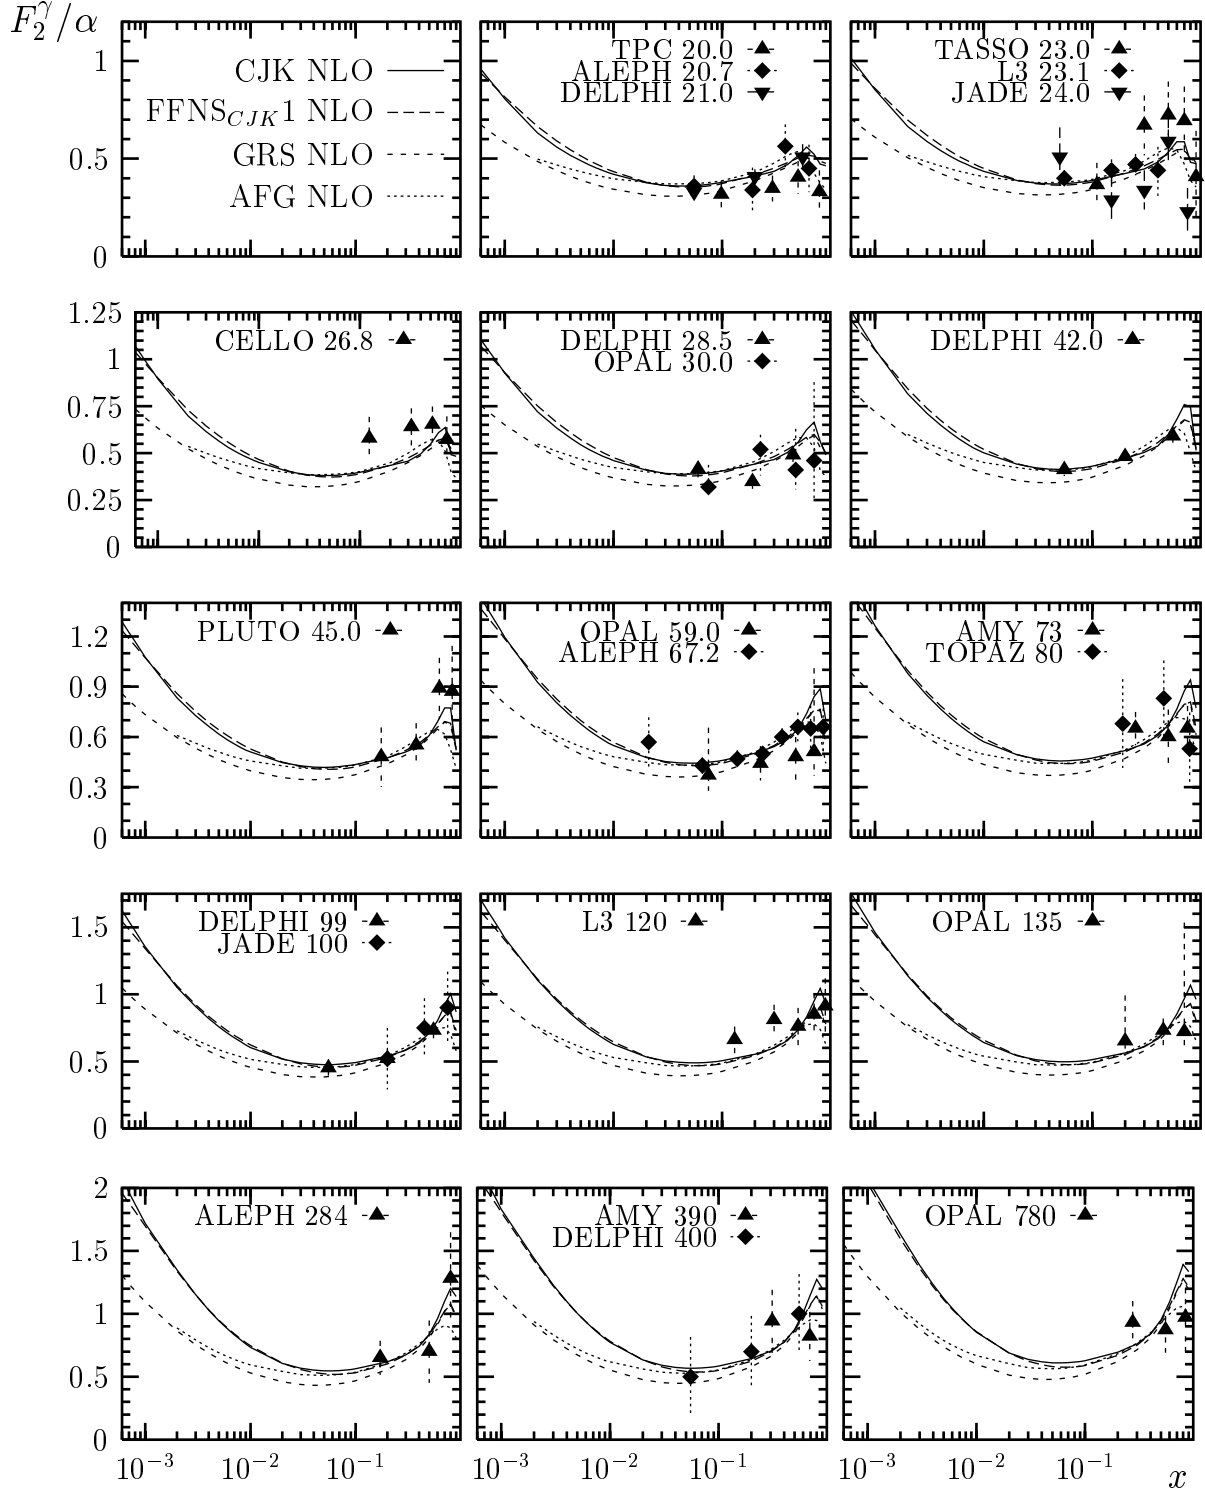 F₂^γ/α
1
0.5
0
CJK NLO
FFNS_{CJK}1 NLO
GRS NLO
AFG NLO
TPC 20.0
ALEPH 20.7
DELPHI 21.0
TASSO 23.0
L3 23.1
JADE 24.0
1.25
1
0.75
0.5
0.25
0
CELLO 26.8
DELPHI 28.5
OPAL 30.0
DELPHI 42.0
1.2
0.9
0.6
0.3
0
PLUTO 45.0
OPAL 59.0
ALEPH 67.2
AMY 73
TOPAZ 80
1.5
1
0.5
0
DELPHI 99
JADE 100
L3 120
OPAL 135
2
1.5
1
0.5
0
ALEPH 284
AMY 390
DELPHI 400
OPAL 780
10⁻³ 10⁻² 10⁻¹ 10⁻³ 10⁻² 10⁻¹ 10⁻³ 10⁻² 10⁻¹ x